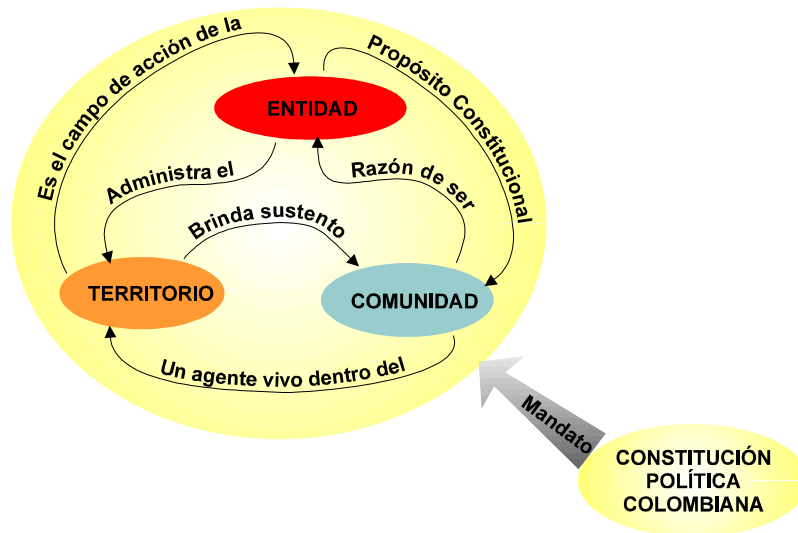 Es el campo de acción de la
Propósito Constitucional
ENTIDAD
Administra el
Razón de ser
Brinda sustento
TERRITORIO
COMUNIDAD
Un agente vivo dentro del
Mandato
CONSTITUCIÓN
POLÍTICA
COLOMBIANA